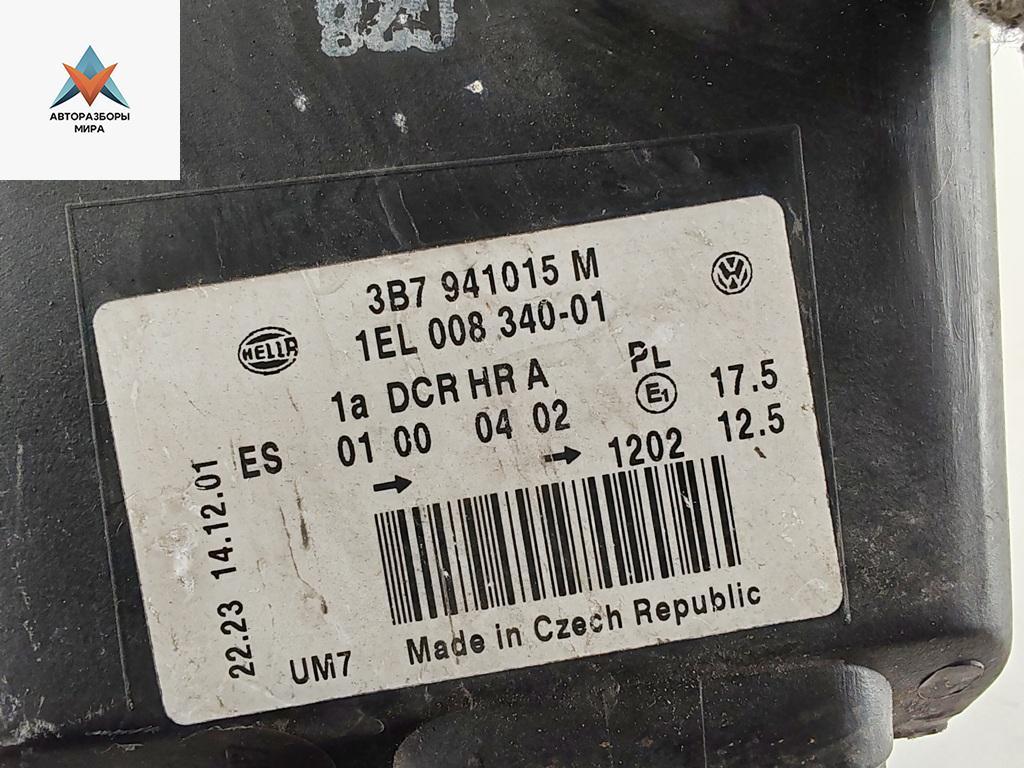 АВТОРАЗБОРЫ
МИРА
3B7 941015 M
HELLA
1EL 008 340-01
1a DCR HR A
PL
E1
17.5
ES
01 00 04 02
1202
12.5
22.23 14.12.01
UM7
Made in Czech Republic